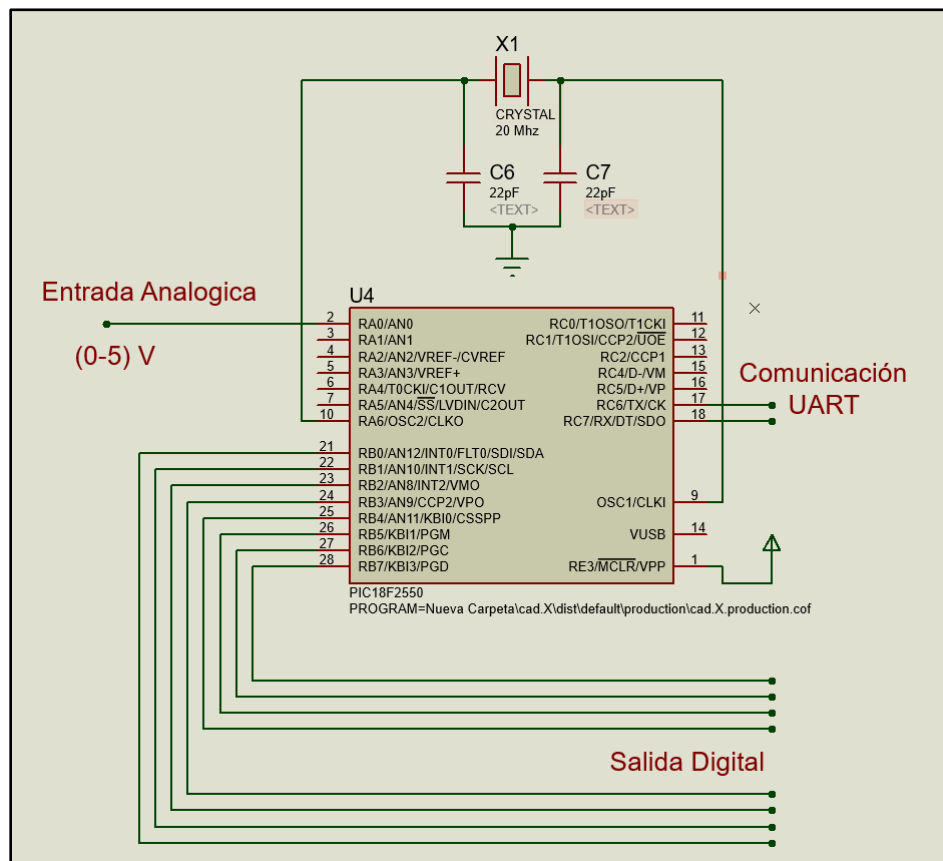 X1
CRYSTAL
20 Mhz
C6
22pF
<TEXT>
C7
22pF
<TEXT>
Entrada Analogica
(0-5) V
U4
2 RA0/AN0
3 RA1/AN1
4 RA2/AN2/VREF-/CVREF
5 RA3/AN3/VREF+
6 RA4/T0CKI/C1OUT/RCV
7 RA5/AN4/SS/LVDIN/C2OUT
10 RA6/OSC2/CLKO
21 RB0/AN12/INT0/FLT0/SDI/SDA
22 RB1/AN10/INT1/SCK/SCL
23 RB2/AN8/INT2/VMO
24 RB3/AN9/CCP2/VPO
25 RB4/AN11/KBI0/CSSPP
26 RB5/KBI1/PGM
27 RB6/KBI2/PGC
28 RB7/KBI3/PGD
RC0/T1OSO/T1CKI 11
RC1/T1OSI/CCP2/UOE 12
RC2/CCP1 13
RC4/D-/VM 15
RC5/D+/VP 16
RC6/TX/CK 17
RC7/RX/DT/SDO 18
OSC1/CLKI 9
VUSB 14
RE3/MCLR/VPP 1
Comunicación
UART
PIC18F2550
PROGRAM=Nueva Carpeta\cad.X\dist\default\production\cad.X.production.cof
Salida Digital